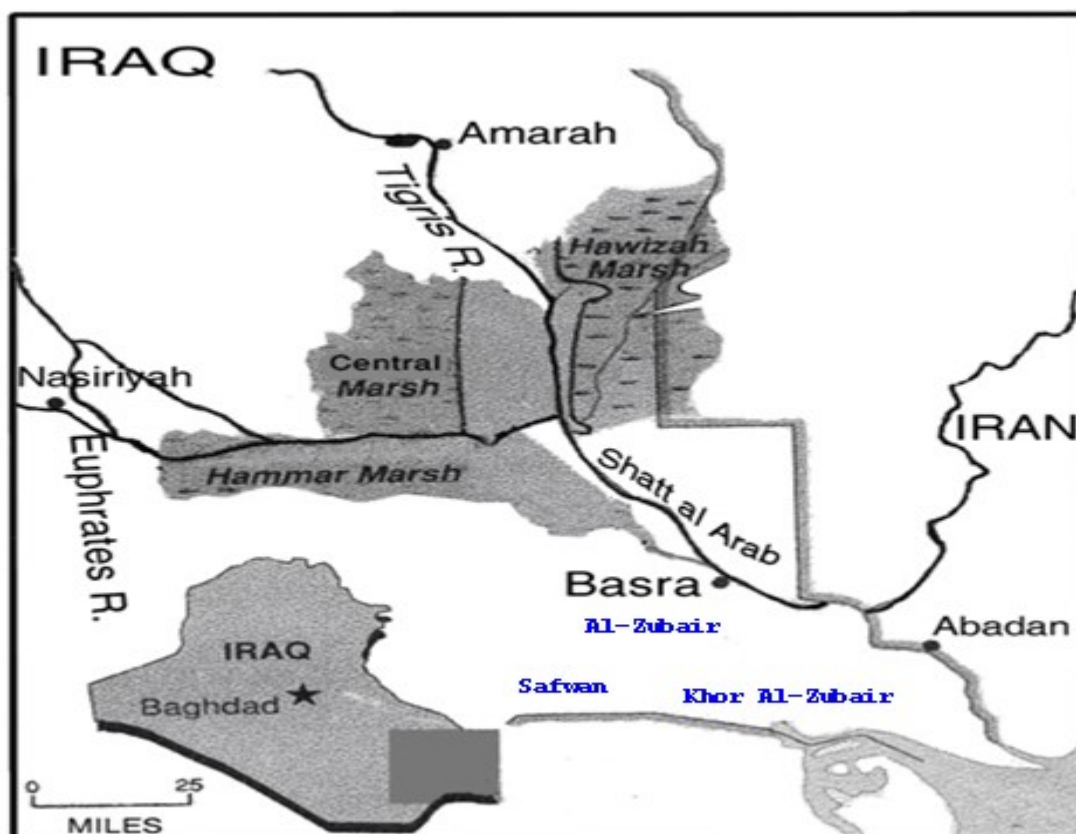 IRAQ
Amarah
Tigris R.
Hawizah
Marsh
Central
Marsh
Nasiriyah
IRAN
Hammar Marsh
Euphrates R.
Shatt al Arab
Basra
Al-Zubair
Abadan
IRAQ
Baghdad
Safwan
Khor Al-Zubair
0 25
MILES